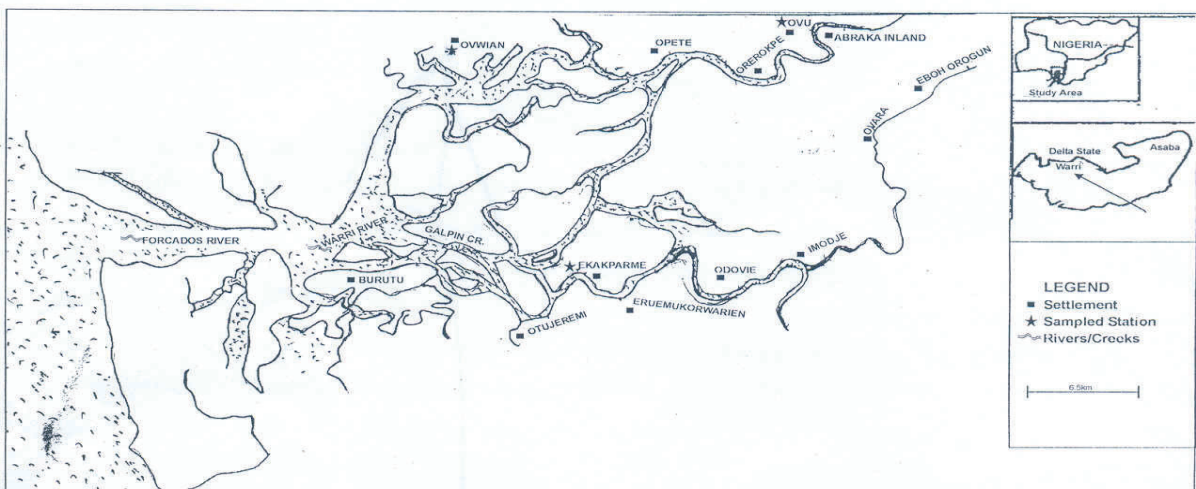 OVWIAN
OPETE
OVU
OREROKPE
ABRAKA INLAND
EBOH OROGUN
OVARA
FORCADOS RIVER
WARRI RIVER
GALPIN CR.
BURUTU
EKAKPARME
ODOVIE
IMODJE
ERUEMUKORWARIEN
OTUJEREMI
NIGERIA
Study Area
Delta State
Asaba
Warri
LEGEND
Settlement
Sampled Station
Rivers/Creeks
6.5km